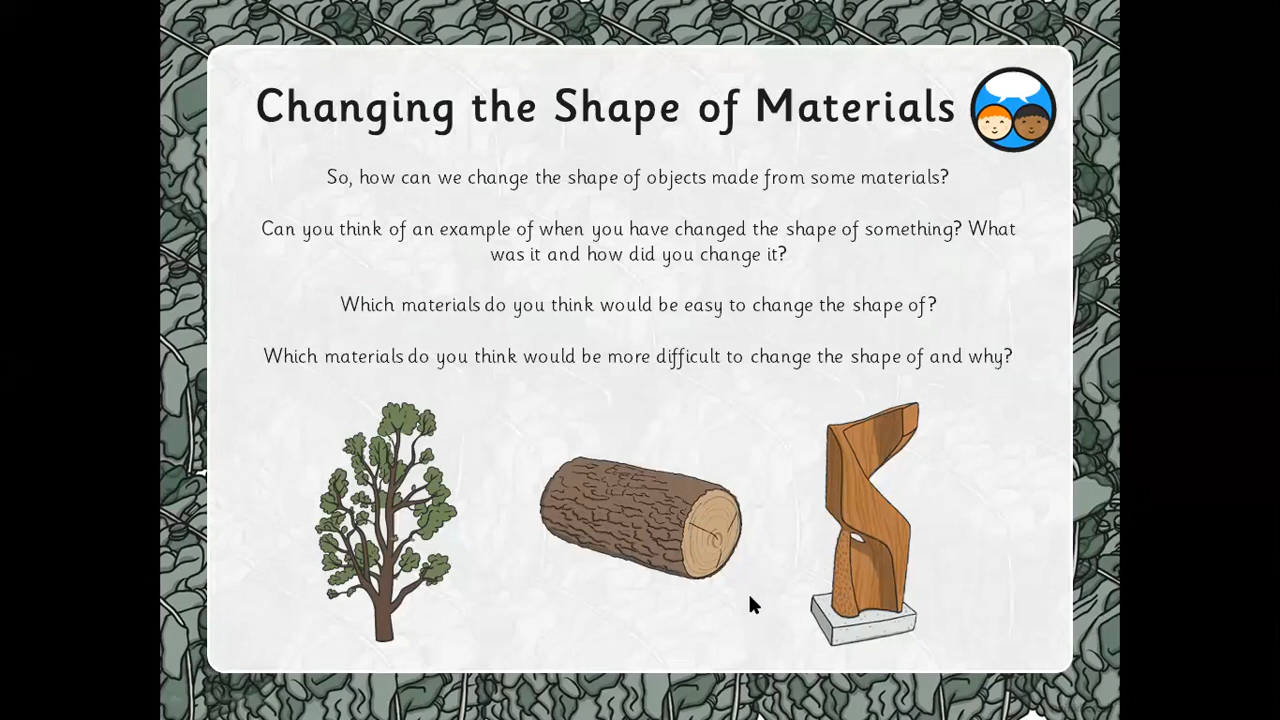 Changing the Shape of Materials
So, how can we change the shape of objects made from some materials?
Can you think of an example of when you have changed the shape of something? What
was it and how did you change it?
Which materials do you think would be easy to change the shape of?
Which materials do you think would be more difficult to change the shape of and why?